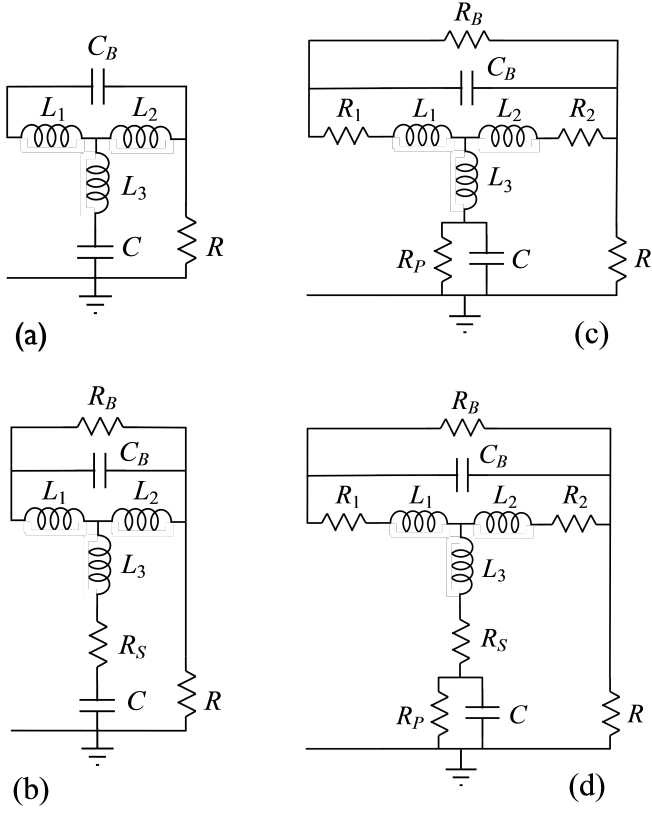 C_B
L_1 L_2
L_3
C
R
(a)
R_B
C_B
R_1 L_1 L_2 R_2
L_3
R_P C
R
(c)
R_B
C_B
L_1 L_2
L_3
R_S
C
R
(b)
R_B
C_B
R_1 L_1 L_2 R_2
L_3
R_S
R_P C
R
(d)